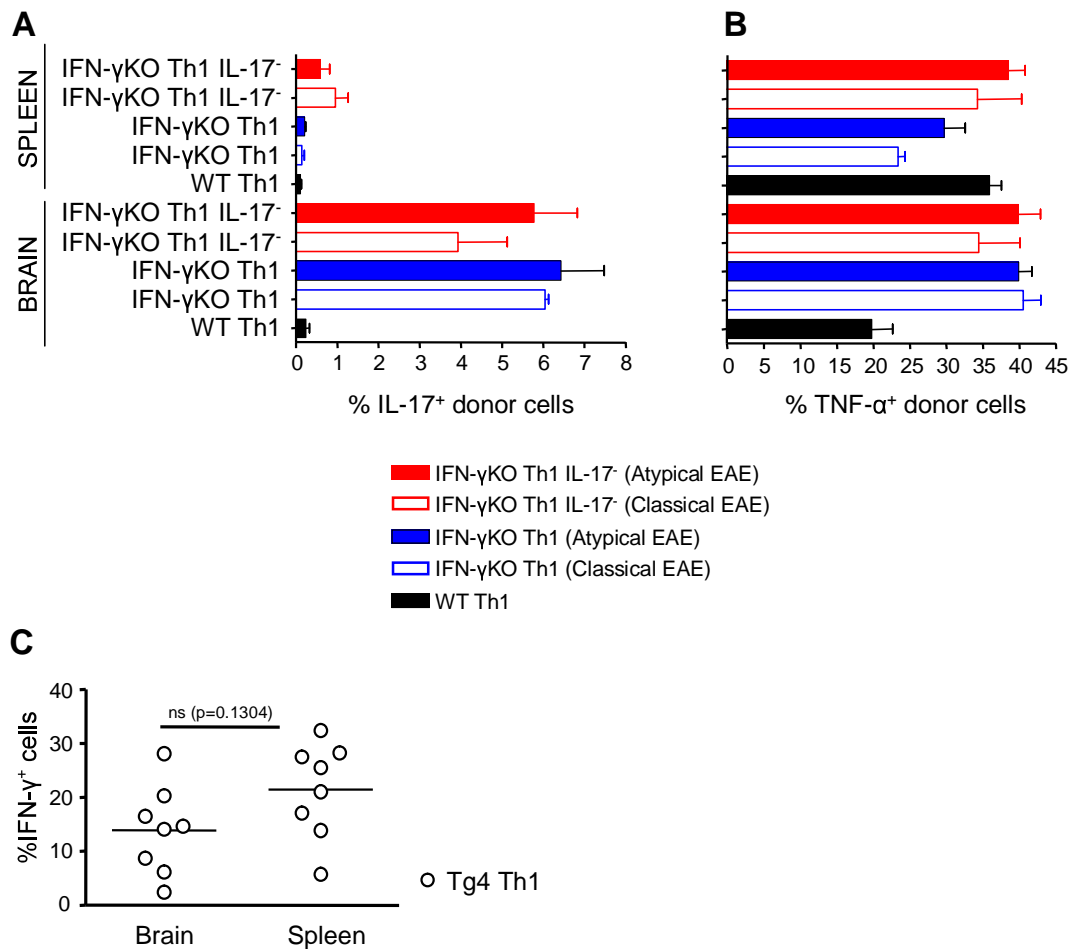 A
SPLEEN
IFN-γKO Th1 IL-17⁻
IFN-γKO Th1 IL-17⁻
IFN-γKO Th1
IFN-γKO Th1
WT Th1
BRAIN
IFN-γKO Th1 IL-17⁻
IFN-γKO Th1 IL-17⁻
IFN-γKO Th1
IFN-γKO Th1
WT Th1
0 1 2 3 4 5 6 7 8
% IL-17⁺ donor cells
B
0 5 10 15 20 25 30 35 40 45
% TNF-α⁺ donor cells
IFN-γKO Th1 IL-17⁻ (Atypical EAE)
IFN-γKO Th1 IL-17⁻ (Classical EAE)
IFN-γKO Th1 (Atypical EAE)
IFN-γKO Th1 (Classical EAE)
WT Th1
C
%IFN-γ⁺ cells
40
30
20
10
0
ns (p=0.1304)
Brain Spleen
Tg4 Th1